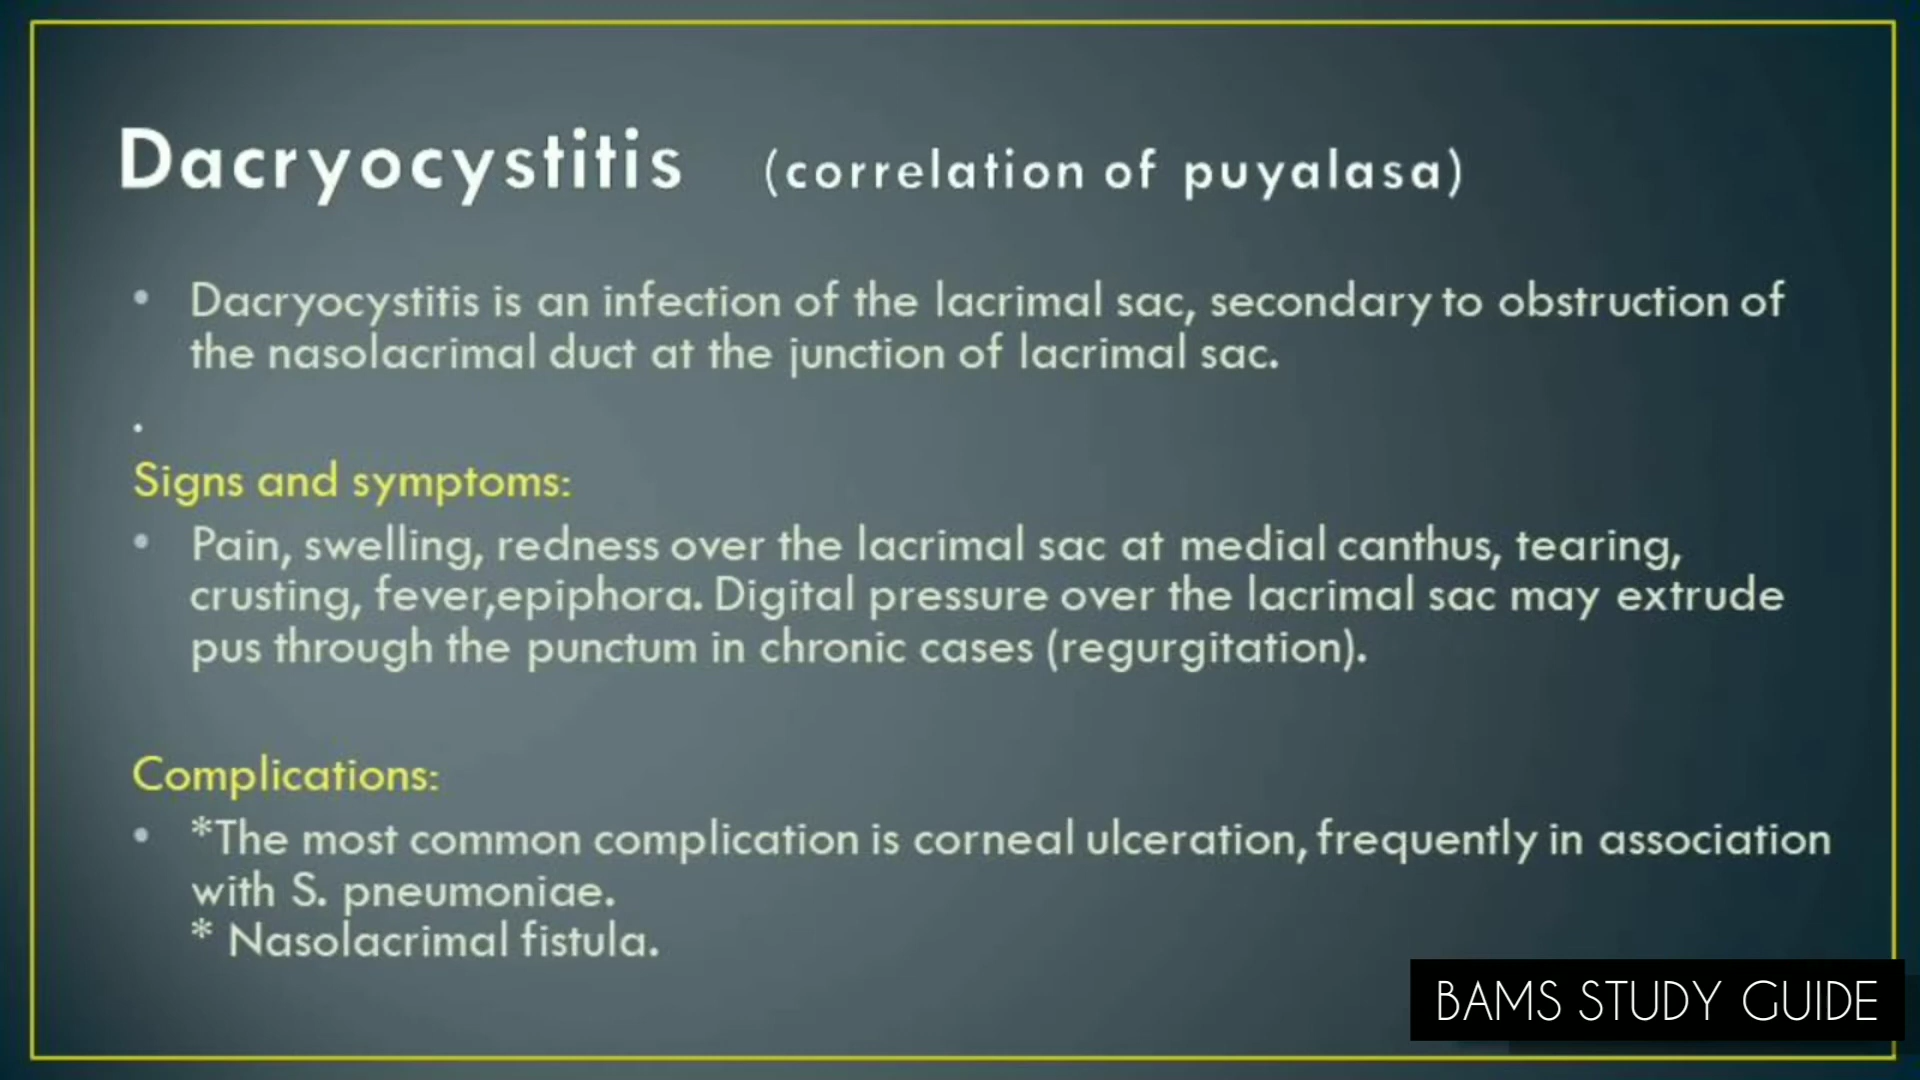 Dacryocystitis (correlation of puyalasa)
• Dacryocystitis is an infection of the lacrimal sac, secondary to obstruction of
the nasolacrimal duct at the junction of lacrimal sac.
.
Signs and symptoms:
• Pain, swelling, redness over the lacrimal sac at medial canthus, tearing,
crusting, fever,epiphora. Digital pressure over the lacrimal sac may extrude
pus through the punctum in chronic cases (regurgitation).
Complications:
• *The most common complication is corneal ulceration, frequently in association
with S. pneumoniae.
* Nasolacrimal fistula.
BAMS STUDY GUIDE